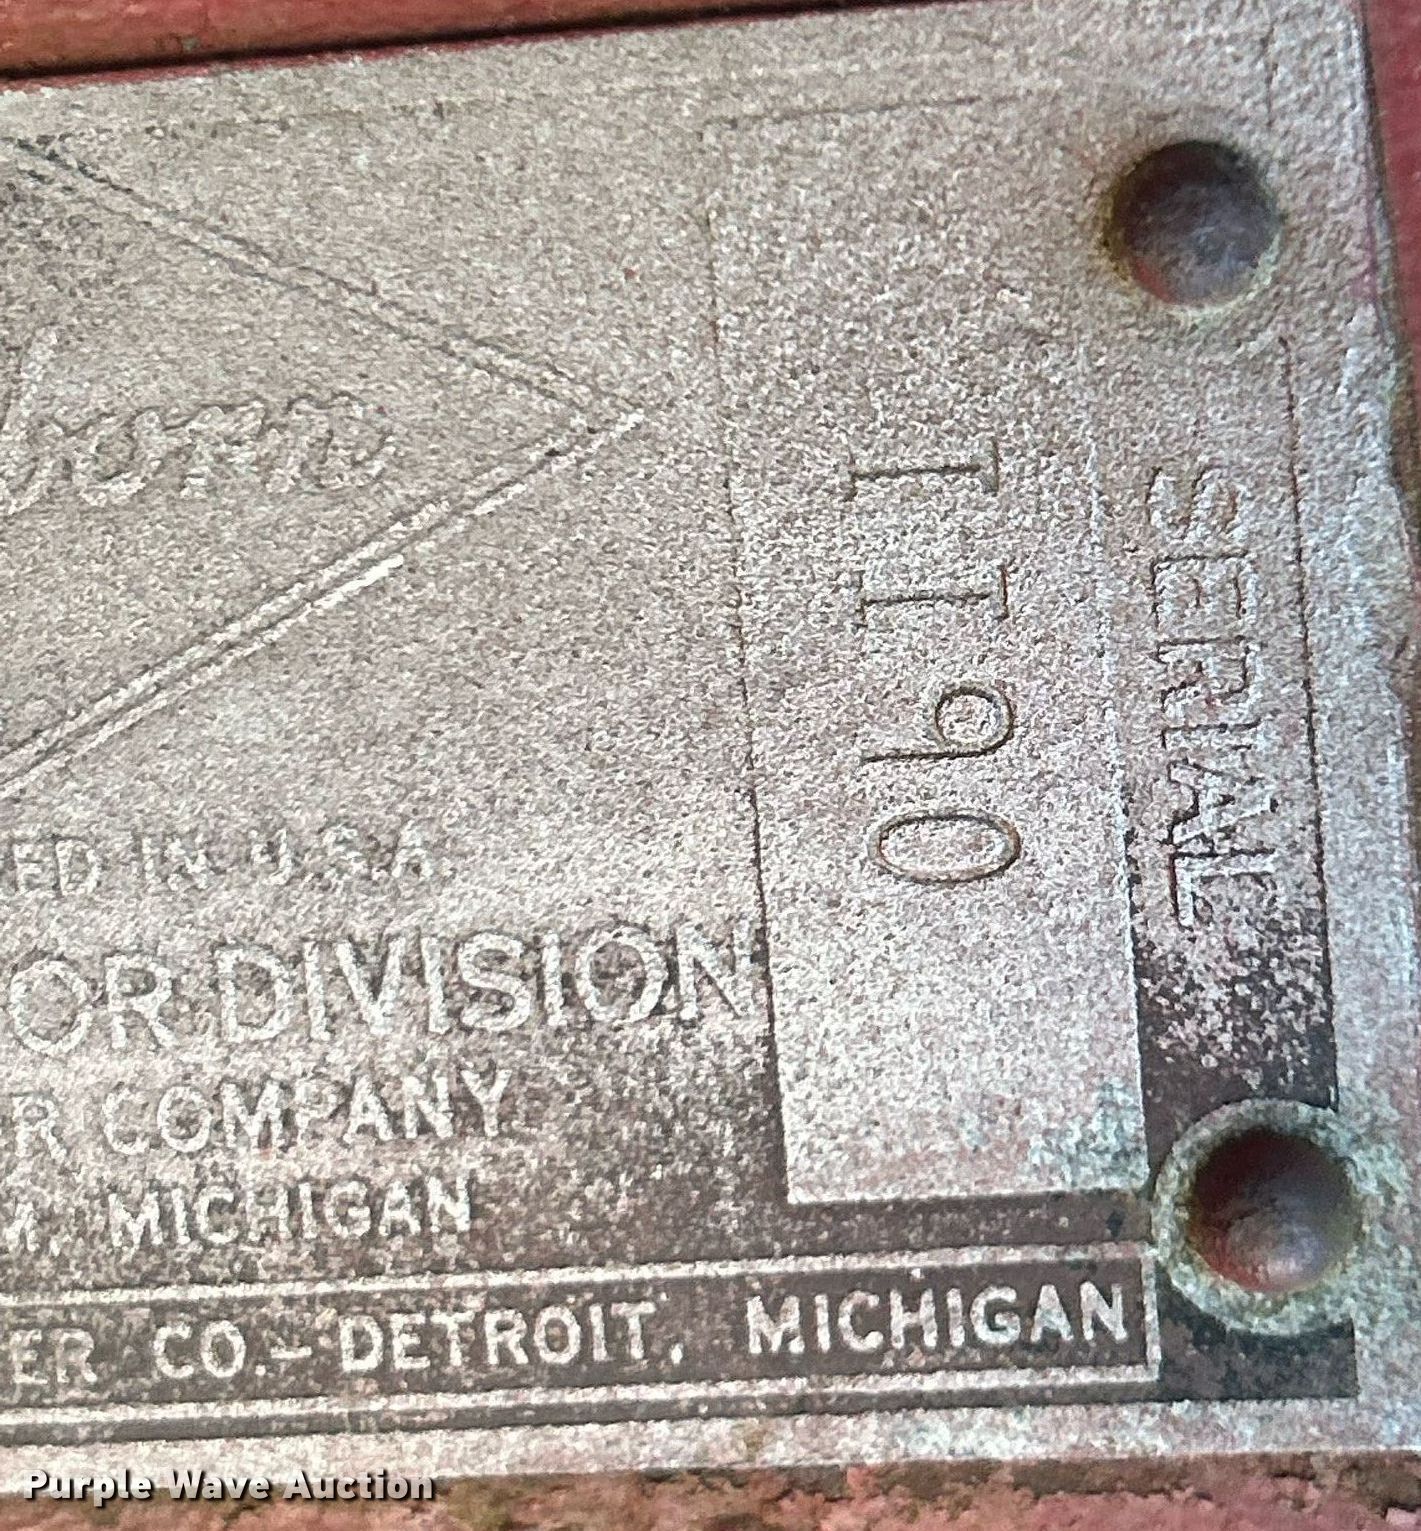 born
SERIAL
1190
ED IN U.S.A.
OR DIVISION
R COMPANY
M, MICHIGAN
ER CO.–DETROIT, MICHIGAN
Purple Wave Auction